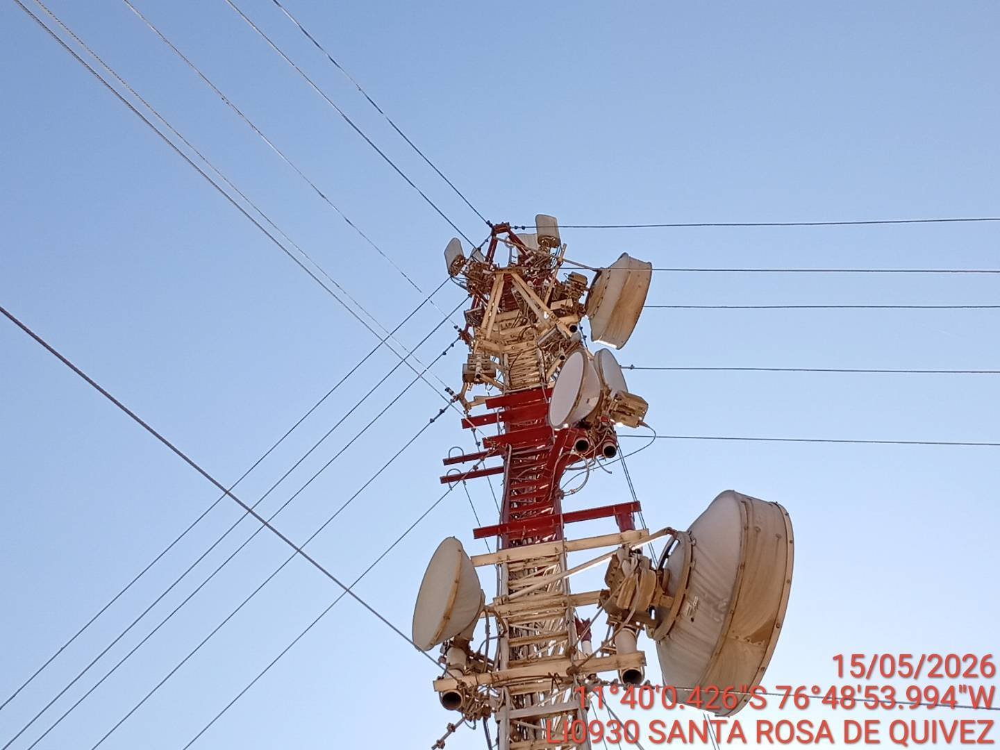 15/05/2026
11°40'0.426"S 76°48'53.994"W
LI0930 SANTA ROSA DE QUIVEZ